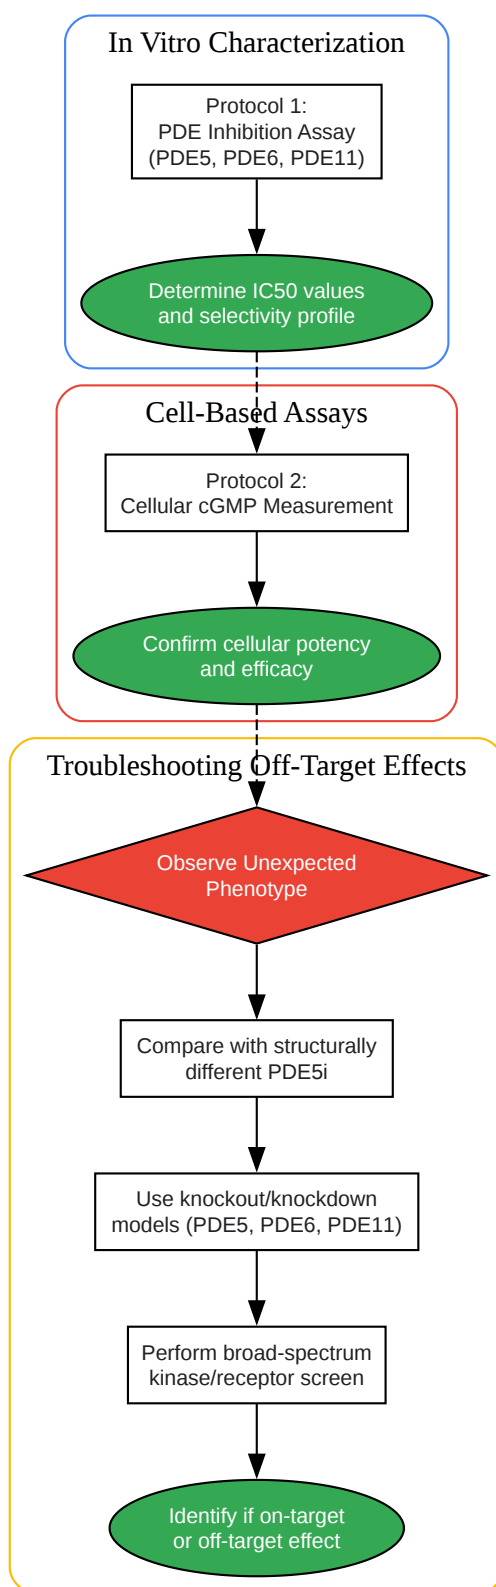 In Vitro Characterization
Protocol 1:
PDE Inhibition Assay
(PDE5, PDE6, PDE11)
Determine IC50 values
and selectivity profile
Cell-Based Assays
Protocol 2:
Cellular cGMP Measurement
Confirm cellular potency
and efficacy
Troubleshooting Off-Target Effects
Observe Unexpected
Phenotype
Compare with structurally
different PDE5i
Use knockout/knockdown
models (PDE5, PDE6, PDE11)
Perform broad-spectrum
kinase/receptor screen
Identify if on-target
or off-target effect